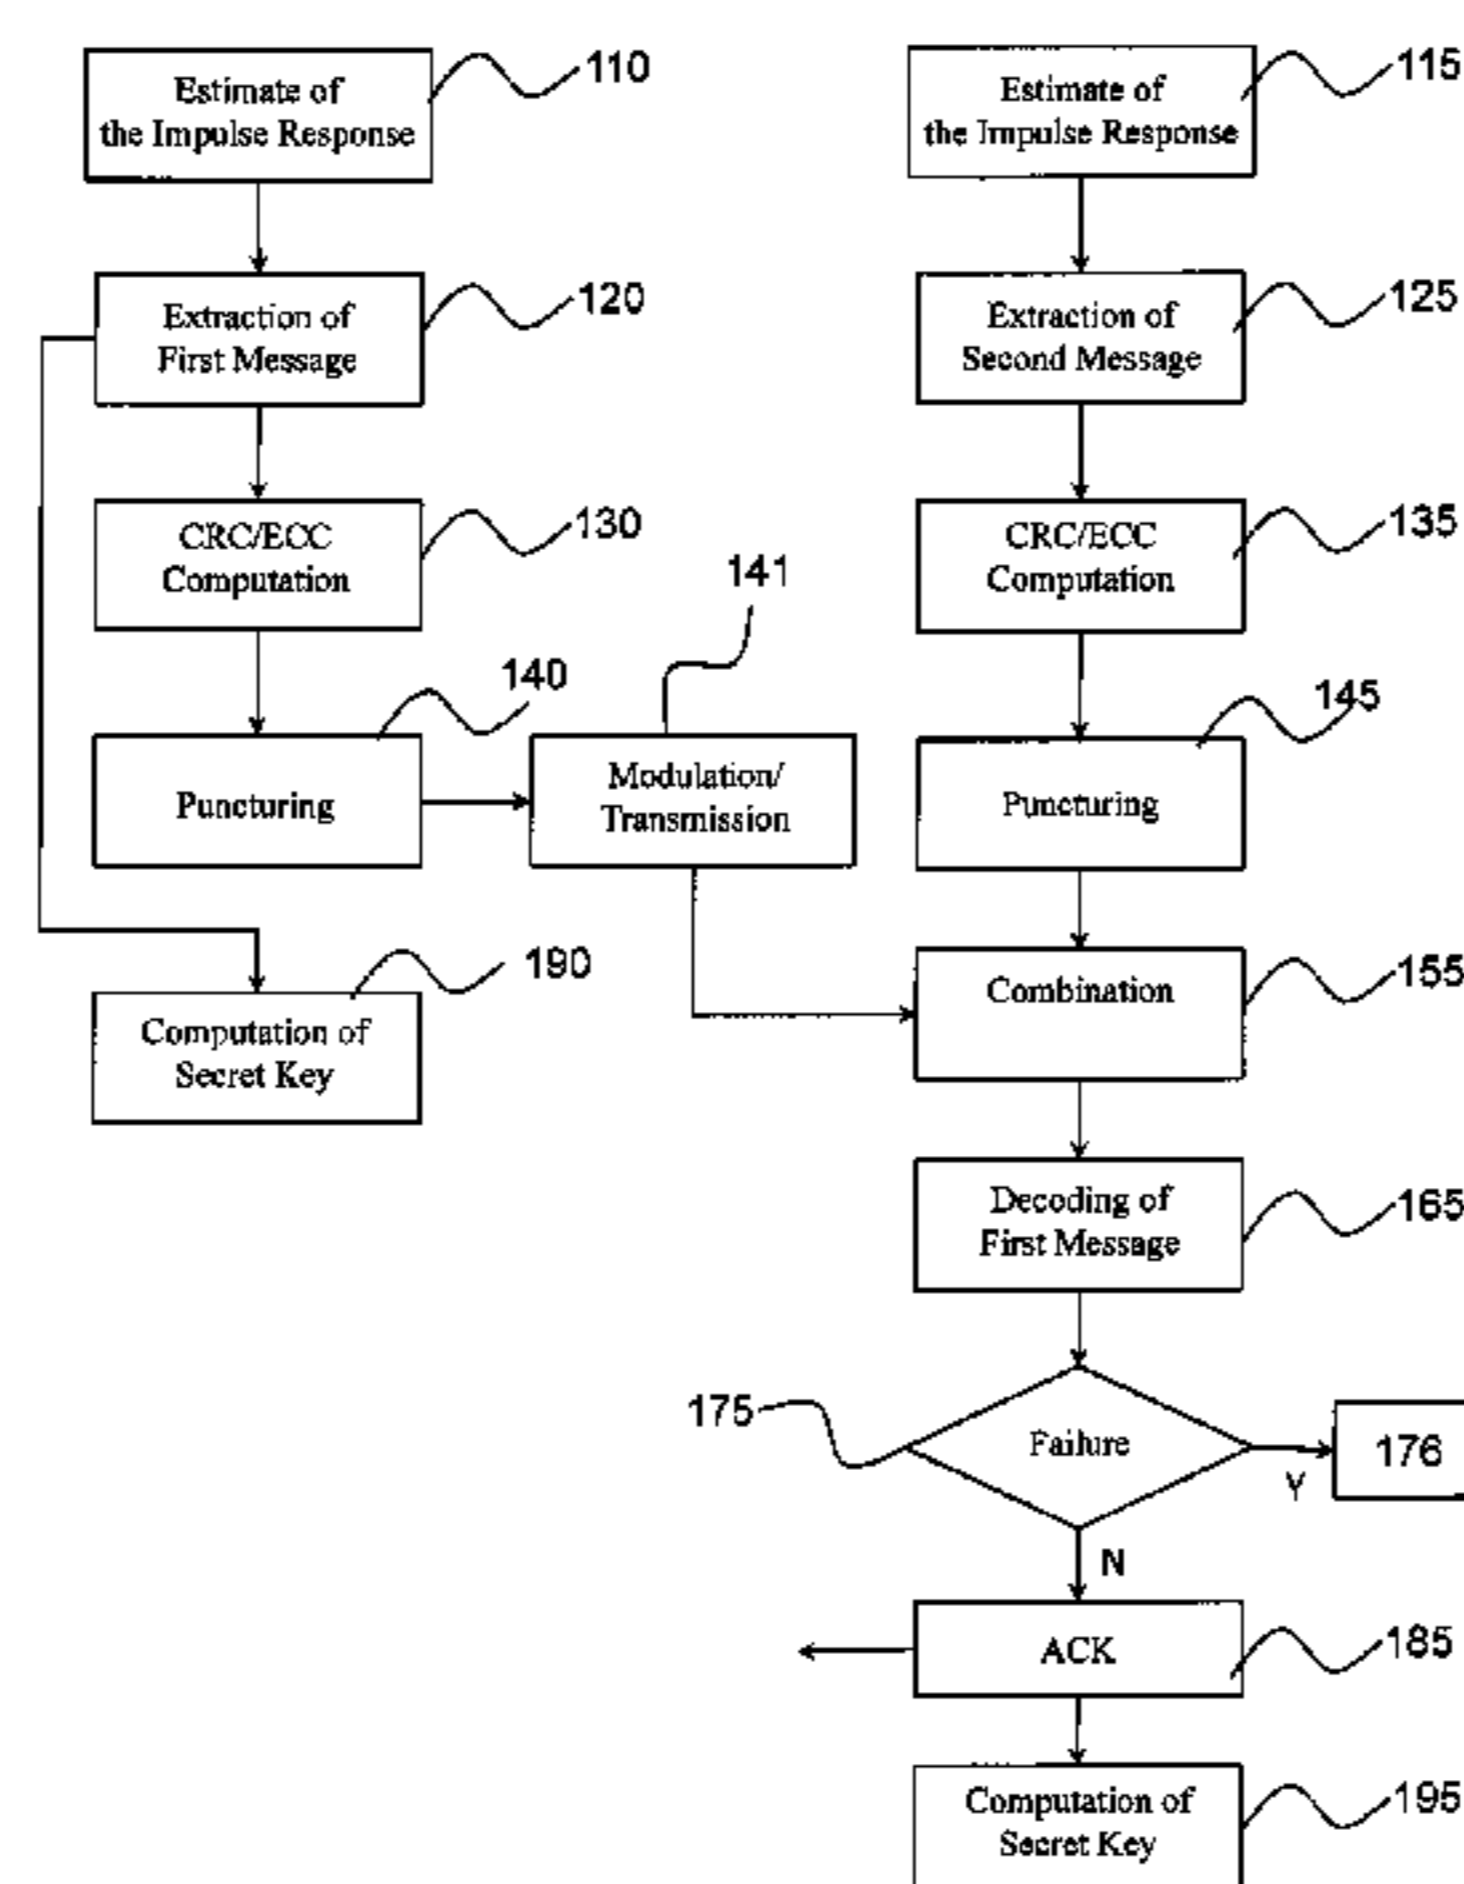 Estimate of
the Impulse Response
110
Extraction of
First Message
120
CRC/ECC
Computation
130
Puncturing
140
Modulation/
Transmission
141
Computation of
Secret Key
190
Estimate of
the Impulse Response
115
Extraction of
Second Message
125
CRC/ECC
Computation
135
Puncturing
145
Combination
155
Decoding of
First Message
165
Failure
175
Y
176
N
ACK
185
Computation of
Secret Key
195